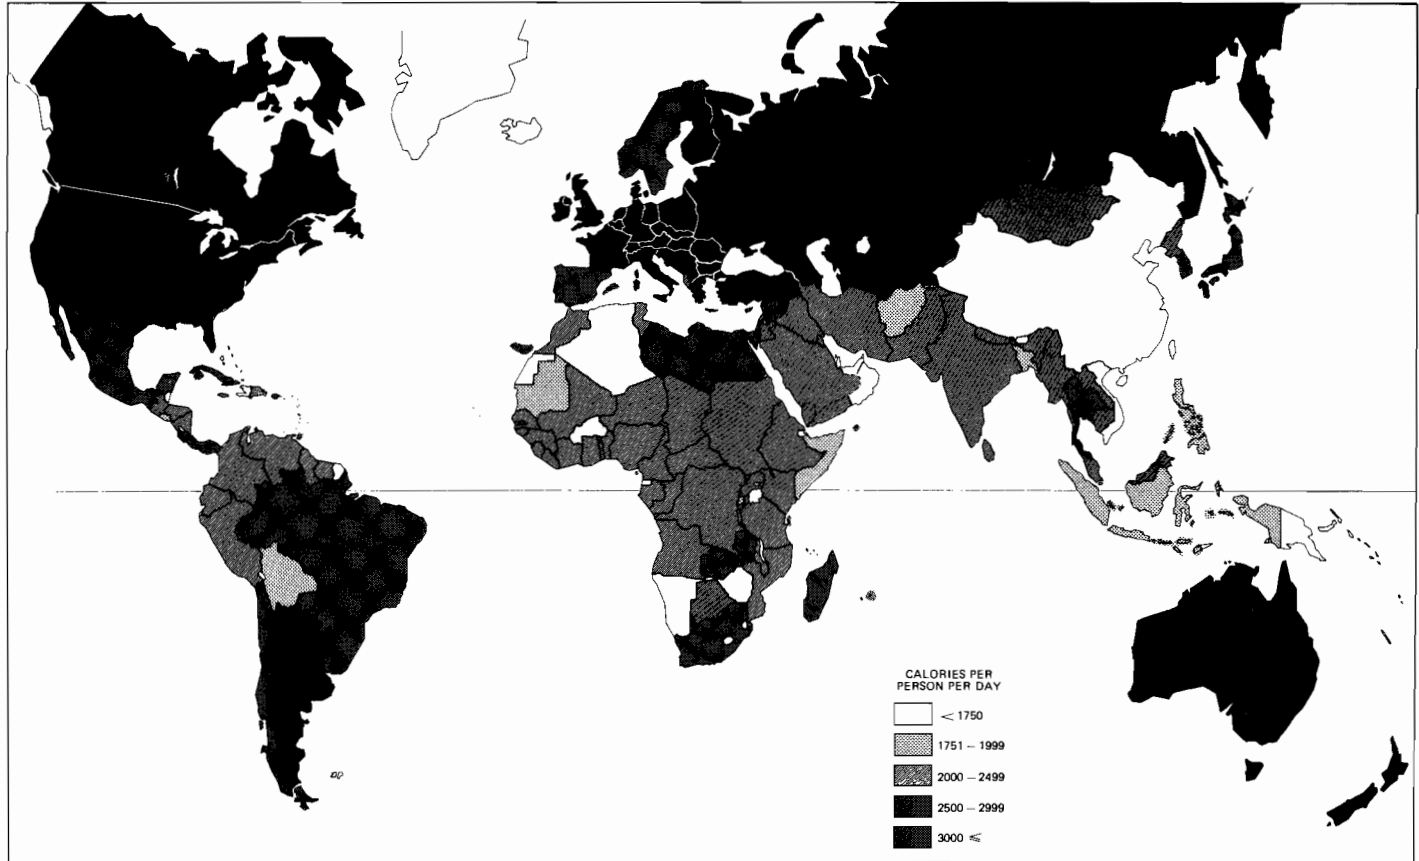 CALORIES PER
PERSON PER DAY
< 1750
1751 – 1999
2000 – 2499
2500 – 2999
3000 ≤